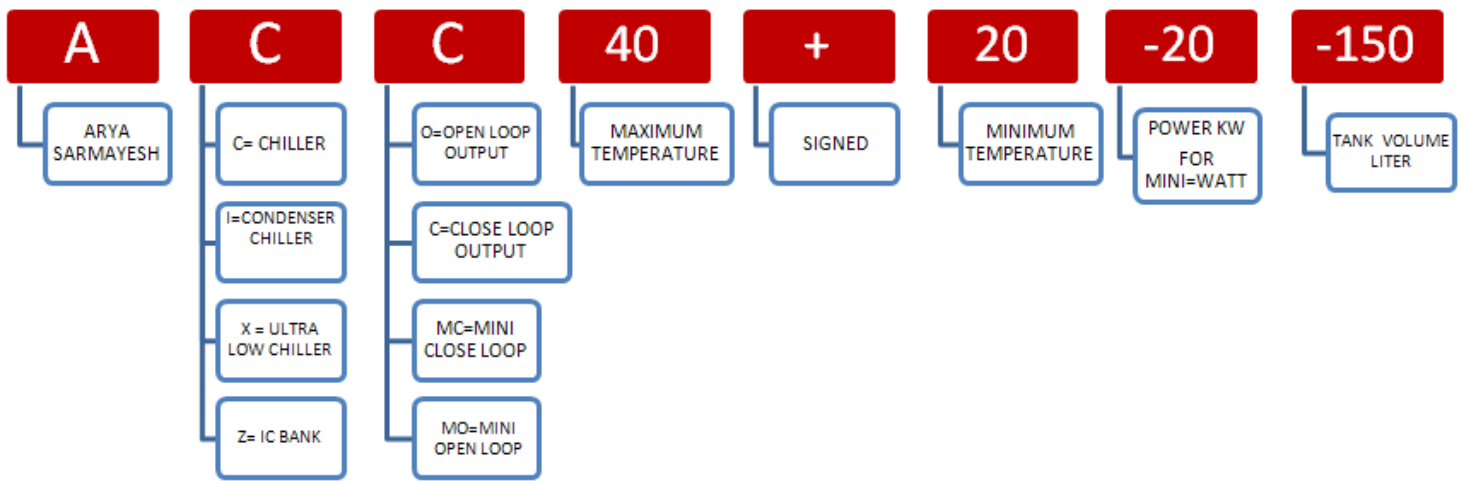 A
C
C
40
+
20
-20
-150
ARYA
SARMAYESH
C= CHILLER
I=CONDENSER
CHILLER
X = ULTRA
LOW CHILLER
Z= IC BANK
O=OPEN LOOP
OUTPUT
C=CLOSE LOOP
OUTPUT
MC=MINI
CLOSE LOOP
MO=MINI
OPEN LOOP
MAXIMUM
TEMPERATURE
SIGNED
MINIMUM
TEMPERATURE
POWER KW
FOR
MINI=WATT
TANK VOLUME
LITER